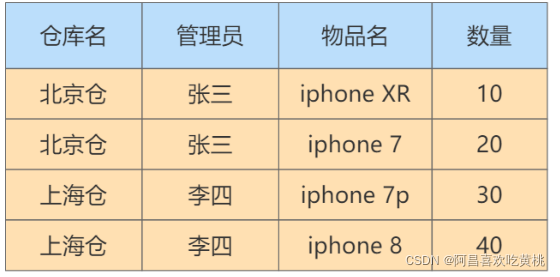 仓库名 管理员 物品名 数量
北京仓 张三 iphone XR 10
北京仓 张三 iphone 7 20
上海仓 李四 iphone 7p 30
上海仓 李四 iphone 8 40
CSDN @阿昌喜欢吃黄桃